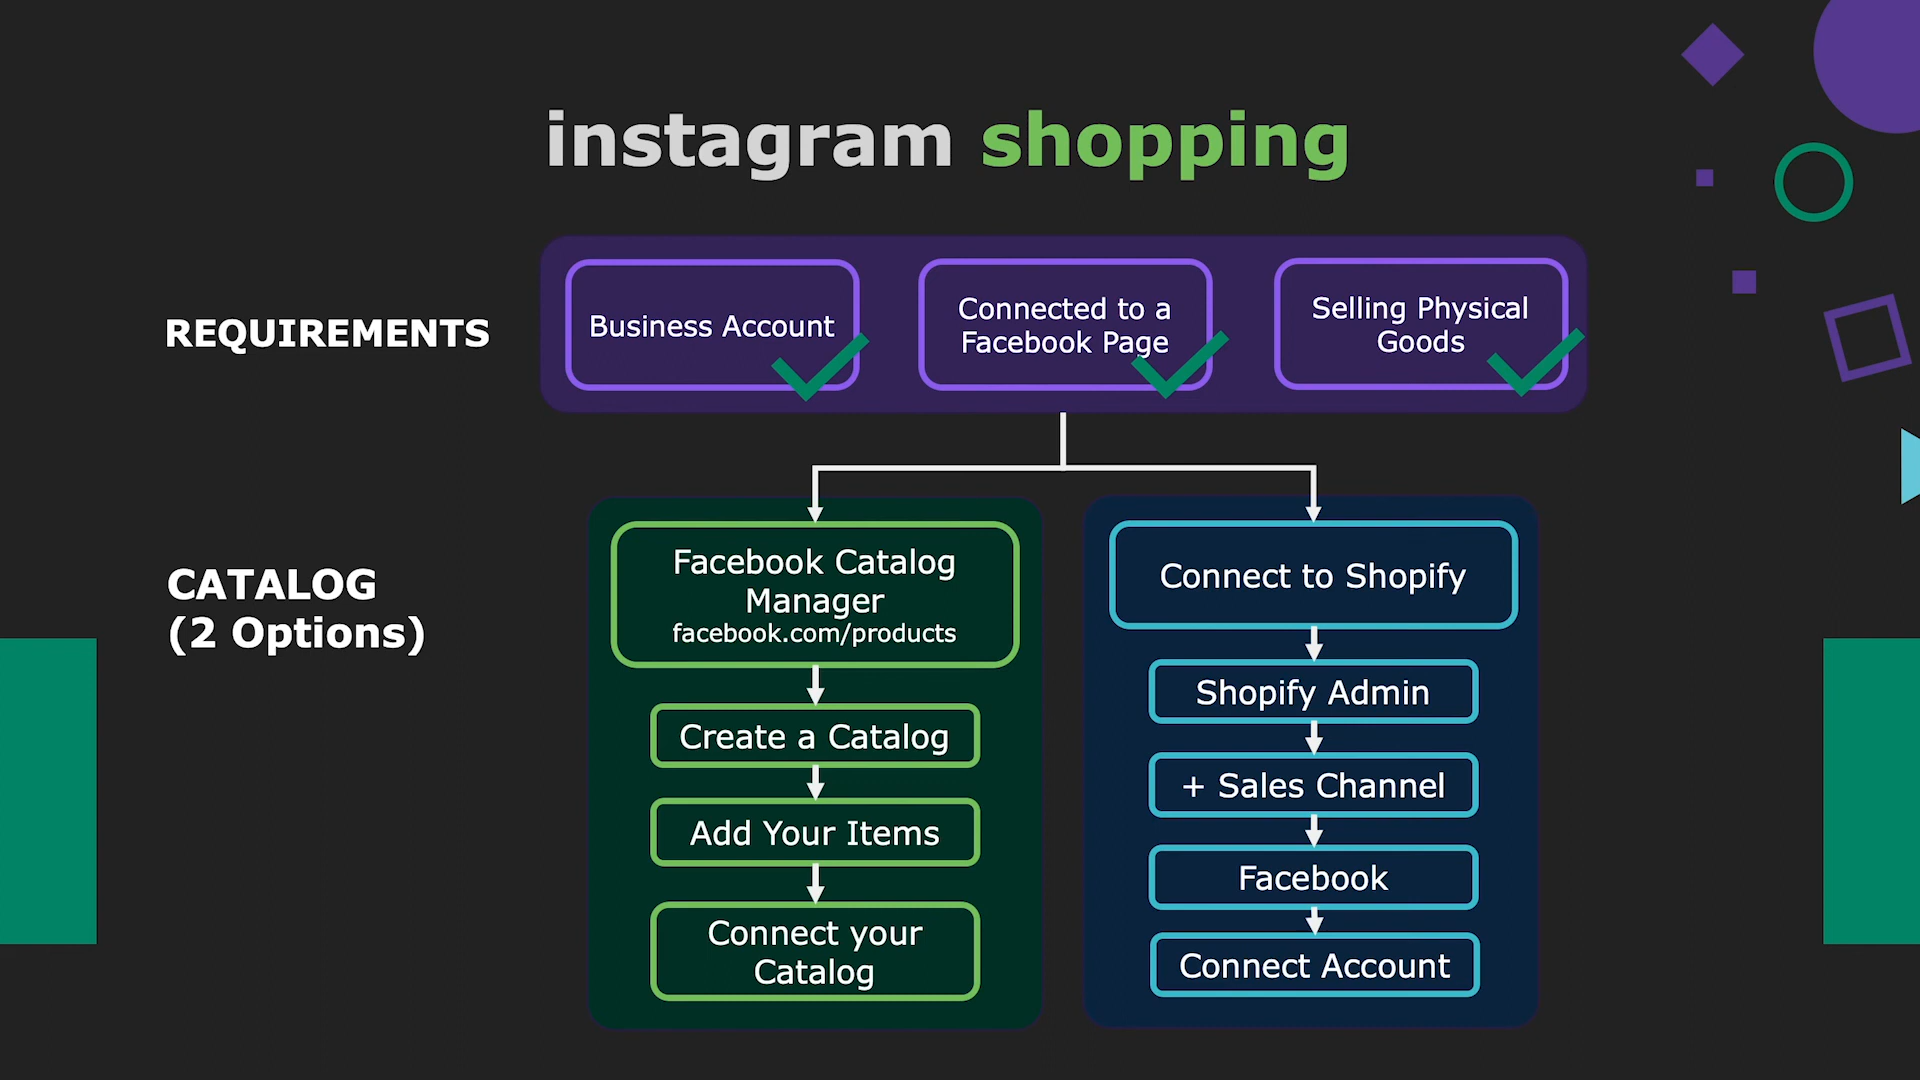 instagram shopping
REQUIREMENTS
Business Account
Connected to a
Facebook Page
Selling Physical
Goods
CATALOG
(2 Options)
Facebook Catalog
Manager
facebook.com/products
Create a Catalog
Add Your Items
Connect your
Catalog
Connect to Shopify
Shopify Admin
+ Sales Channel
Facebook
Connect Account